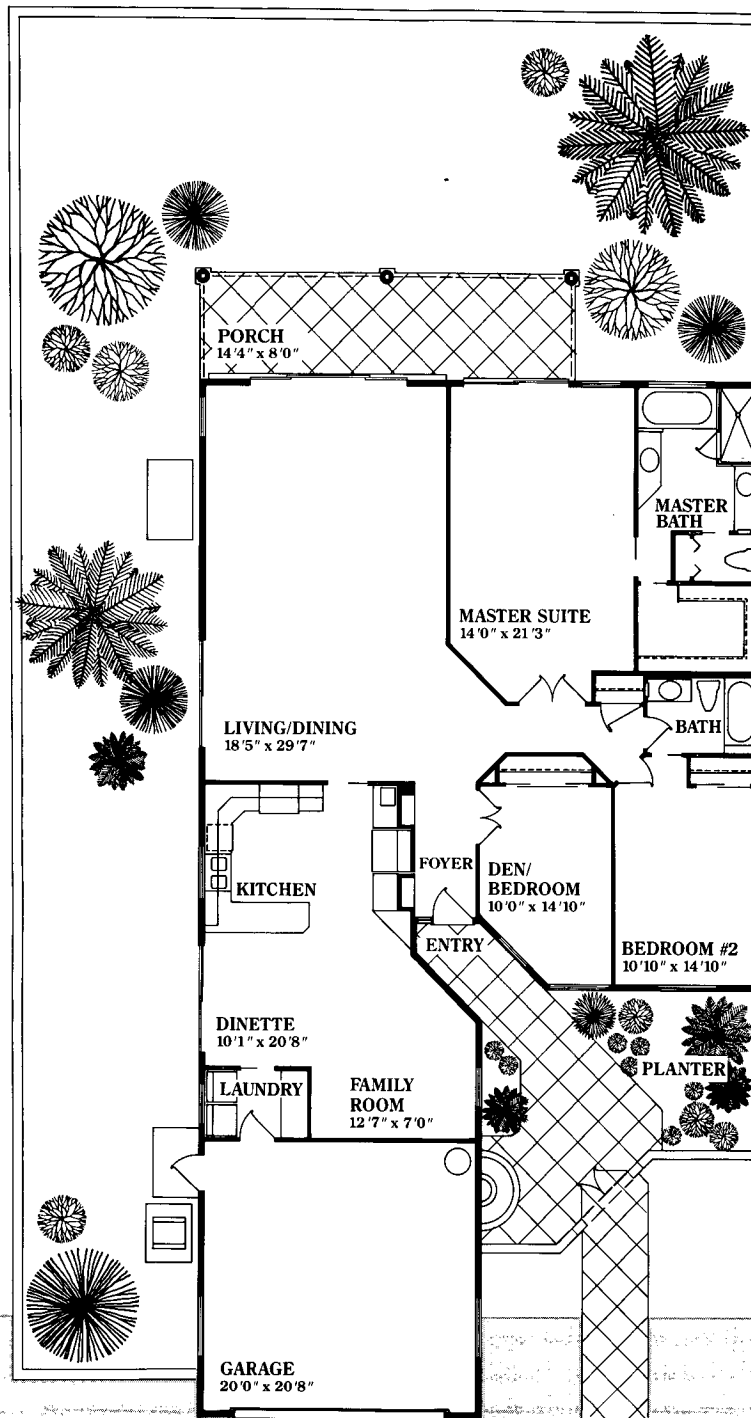 PORCH
14'4" x 8'0"
MASTER
BATH
MASTER SUITE
14'0" x 21'3"
BATH
LIVING/DINING
18'5" x 29'7"
FOYER
DEN/
BEDROOM
10'0" x 14'10"
KITCHEN
ENTRY
BEDROOM #2
10'10" x 14'10"
DINETTE
10'1" x 20'8"
PLANTER
LAUNDRY
FAMILY
ROOM
12'7" x 7'0"
GARAGE
20'0" x 20'8"